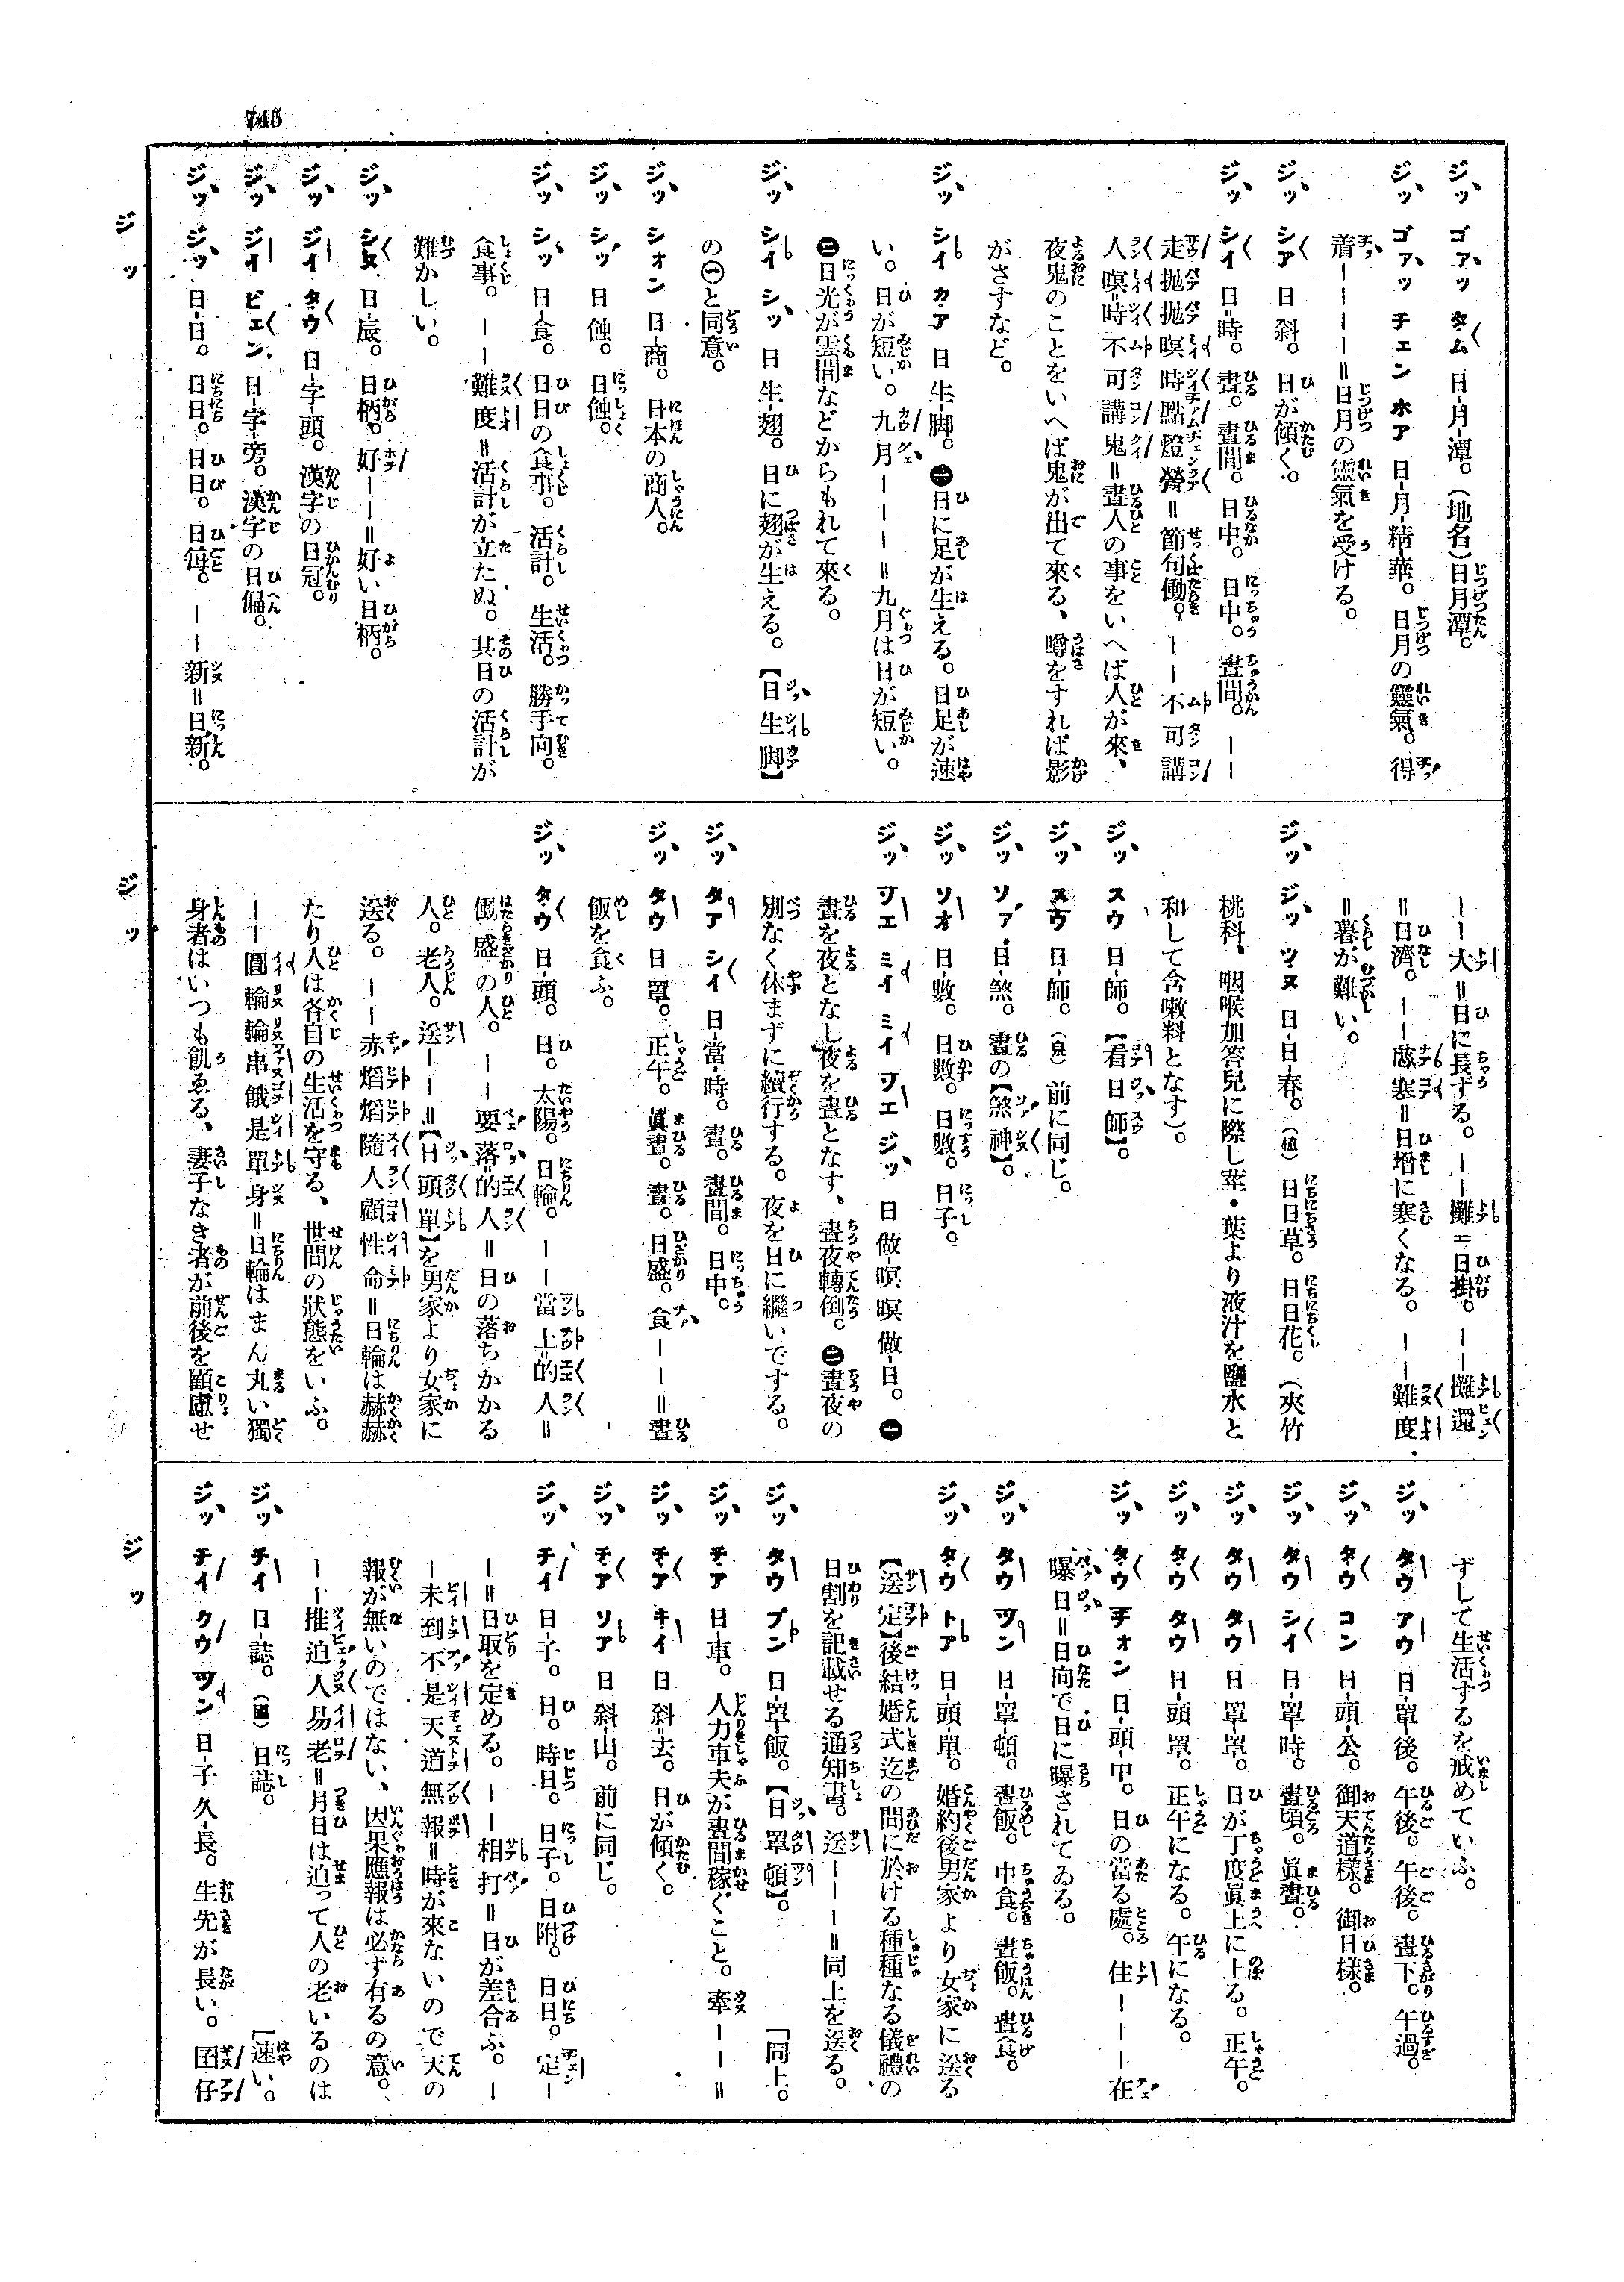 745
ジッ ゴァッ タム 日-月-潭。（地名）日月潭。
ジッ ゴァッ チェン ホア 日-月-精-華。日月の靈氣。得
着－－－－＝日月の靈氣を受ける。
ジッ シア 日 斜。日が傾く。
ジッ シイ 日=時。晝。晝間。日中。日中。晝間。－－
走抛抛暝時點燈螢＝節句働。－－不可講
人暝=時不可講鬼＝晝人の事をいへば人が來、
夜鬼のことをいへば鬼が出て來る、噂をすれば影
がさすなど。
ジッ シイ カア 日 生-脚。㊀日に足が生える。日足が速
い。日が短い。九月－－－＝九月は日が短い。
㊁日光が雲間などからもれて來る。
ジッ シイ シッ 日 生-翅。日に翅が生える。【日生脚】
の㊀と同意。
ジッ シォン 日-商。日本の商人。
ジッ シッ 日 蝕。日蝕。
ジッ シッ 日-食。日日の食事。活計。生活。勝手向。
食事。－－難度＝活計が立たぬ。其日の活計が
難かしい。
ジッ シヌ 日-辰。日柄。好－－＝好い日柄。
ジッ ジイ タウ 日-字-頭。漢字の日冠。
ジッ ジイ ピェン 日-字-旁。漢字の日偏。
ジッ ジッ 日-日。日日。日日。日每。－－新＝日新。
ジッ
－－大＝日に長ずる。－－攤＝日掛。－－攤還
＝日濟。－－寒＝日增に寒くなる。－－難度
＝暮が難い。
ジッ ジッ ツヌ 日-日-春。（植）日日草。日日花。（夾竹
桃科、咽喉加答兒に際し莖・葉より液汁を鹽水と
和して含嗽料となす）。
ジッ スウ 日-師。【看日師】。
ジッ スウ 日-師。（泉）前に同じ。
ジッ ソァ 日-煞。晝の【煞神】。
ジッ ソオ 日-數。日數。日數。日子。
ジッ ツエ ミイ ミイ ツエ ジッ 日 做-暝 暝 做-日。㊀
晝を夜となし夜を晝となす、晝夜轉倒。㊁晝夜の
別なく休まずに續行する。夜を日に繼いでする。
ジッ タア シイ 日-當-時。晝。晝間。日中。
ジッ タウ 日 罩。正午。眞晝。晝。日盛。食－－＝晝
飯を食ふ。
ジッ タウ 日-頭。日。太陽。日輪。－－當上=的人＝
働盛の人。－－要落=的人＝日の落ちかかる
人。老人。送－－＝【日頭單】を男家より女家に
送る。－－赤熖熖隨人顧性命＝日輪は赫赫
たり人は各自の生活を守る、世間の狀態をいふ。
－－圓輪輪串餓是單身＝日輪はまん丸い獨
身者はいつも飢ゑる、妻子なき者が前後を顧慮せ
ジッ
ずして生活するを戒めていふ。
ジッ タウ アウ 日-罩-後。午後。午後。晝下。午過。
ジッ タウ コン 日-頭-公。御天道樣。御日樣。
ジッ タウ シイ 日-罩-時。晝頃。眞晝。
ジッ タウ タウ 日 罩-罩。日が丁度眞上に上る。正午。
ジッ タウ タウ 日-頭 罩。正午になる。午になる。
ジッ タウ チォン 日-頭-中。日の當る處。住－－－在
曝日＝日向で日に曝されてゐる。
ジッ タウ ツン 日-罩-頓。晝飯。中食。晝飯。晝食。
ジッ タウ トア 日-頭-單。婚約後男家より女家に送る
【送定】後結婚式迄の間に於ける種種なる儀禮の
日割を記載せる通知書。送－－－＝同上を送る。
ジッ タウ プン 日-罩-飯。【日罩頓】。
［同上。
ジッ チア 日-車。人力車夫が晝間稼ぐこと。牽－－＝
ジッ チア キイ 日 斜=去。日が傾く。
ジッ チア ソア 日 斜-山。前に同じ。
ジッ チイ 日-子。日。時日。日子。日附。日日。定－
－＝日取を定める。－－相打＝日が差合ふ。－
－未到不是天道無報＝時が來ないので天の
報が無いのではない、因果應報は必ず有るの意。
－－推迫人易老＝月日は迫って人の老いるのは
［速い。
ジッ チイ 日-誌。（國）日誌。
ジッ チイ クウ ツン 日-子 久-長。生先が長い。囝仔
ジッ